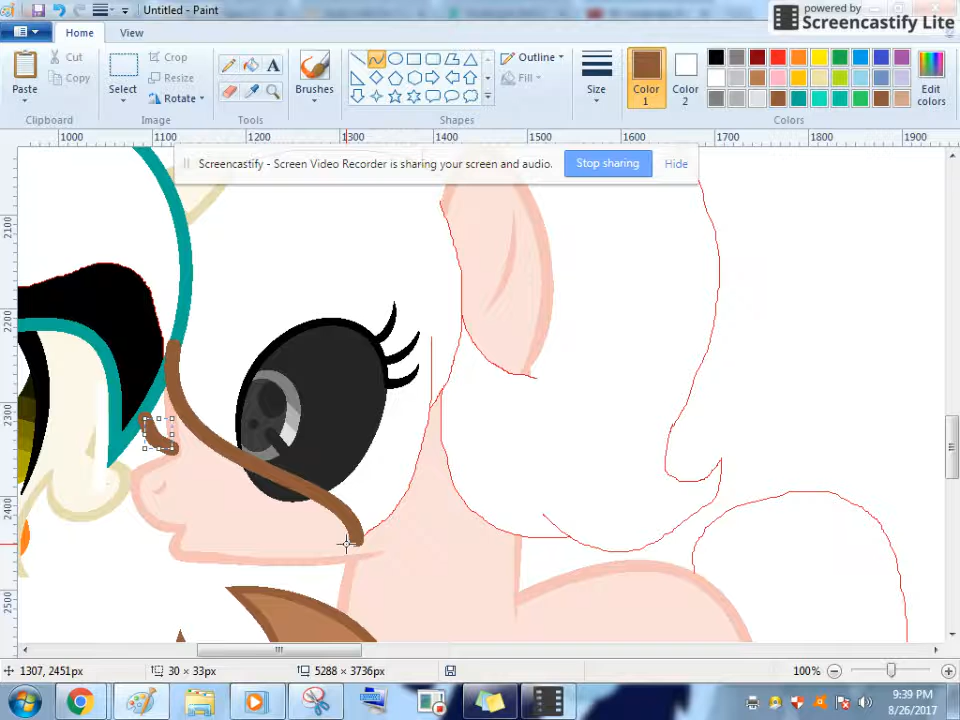 Untitled - Paint
powered by
Screencastify Lite
Home
View
Paste
Cut
Copy
Clipboard
Select
Crop
Resize
Rotate
Image
A
Tools
Brushes
Outline
Fill
Shapes
Size
Color
1
Color
2
Edit
colors
Colors
1000
1100
1200
1300
1400
1500
1600
1700
1800
1900
Screencastify - Screen Video Recorder is sharing your screen and audio.
Stop sharing
Hide
2100
2200
2300
2400
2500
1307, 2451px
30 × 33px
5288 × 3736px
100%
9:39 PM
8/26/2017